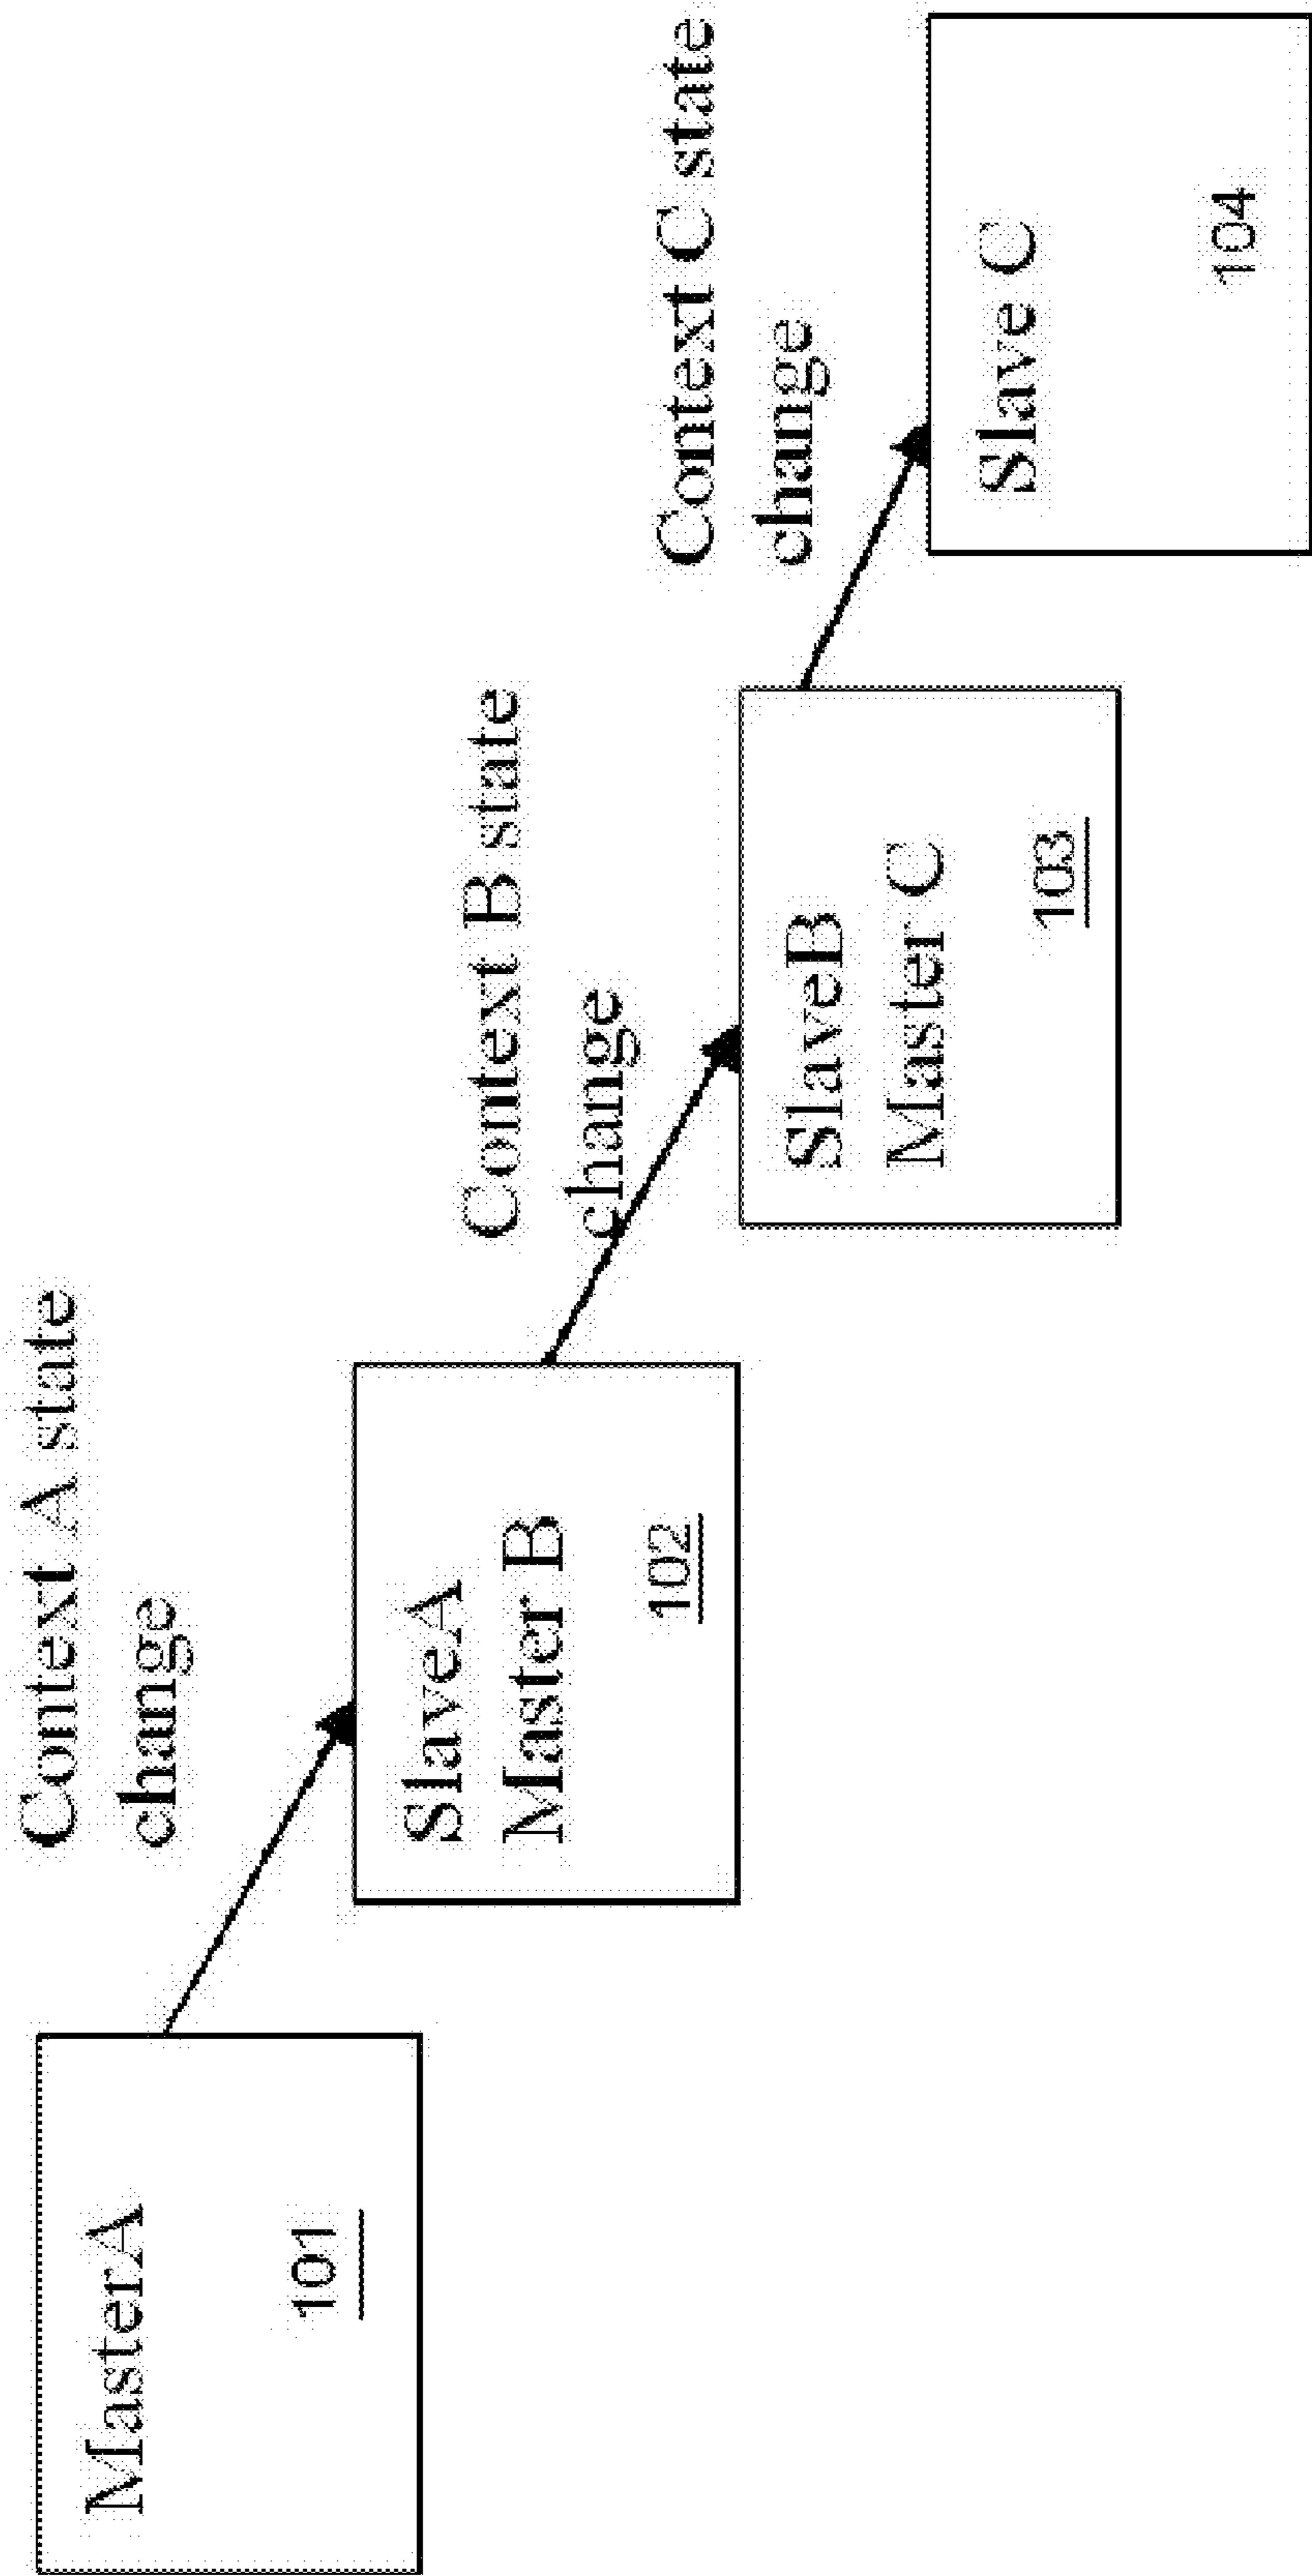 MasterA
101
Context A state
change
SlaveA
Master B
102
Context B state
change
SlaveB
Master C
103
Context C state
change
Slave C
104